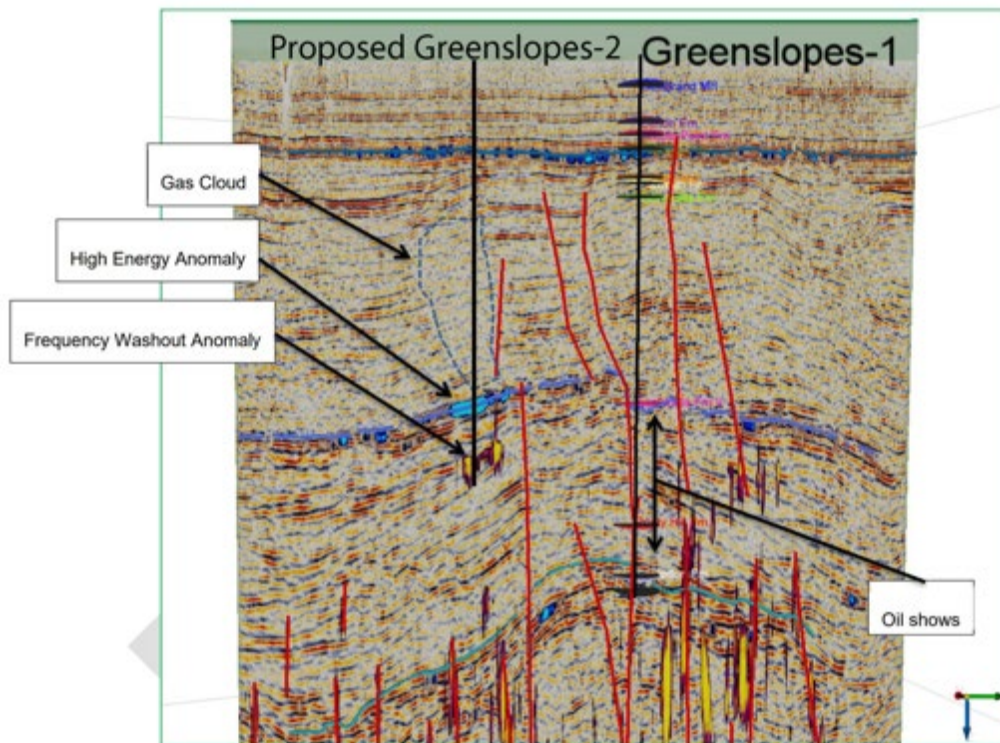 Proposed Greenslopes-2
Greenslopes-1
Gas Cloud
High Energy Anomaly
Frequency Washout Anomaly
Oil shows